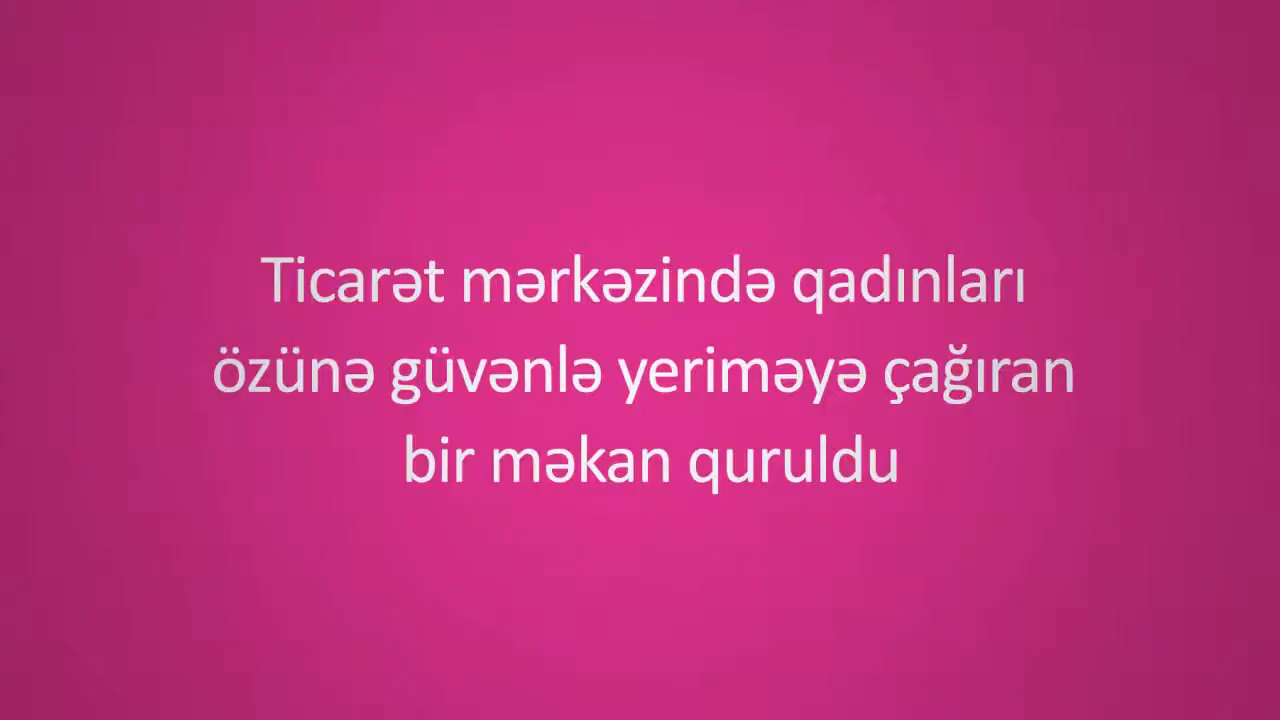 Ticarət mərkəzində qadınları
özünə güvənlə yeriməyə çağıran
bir məkan quruldu